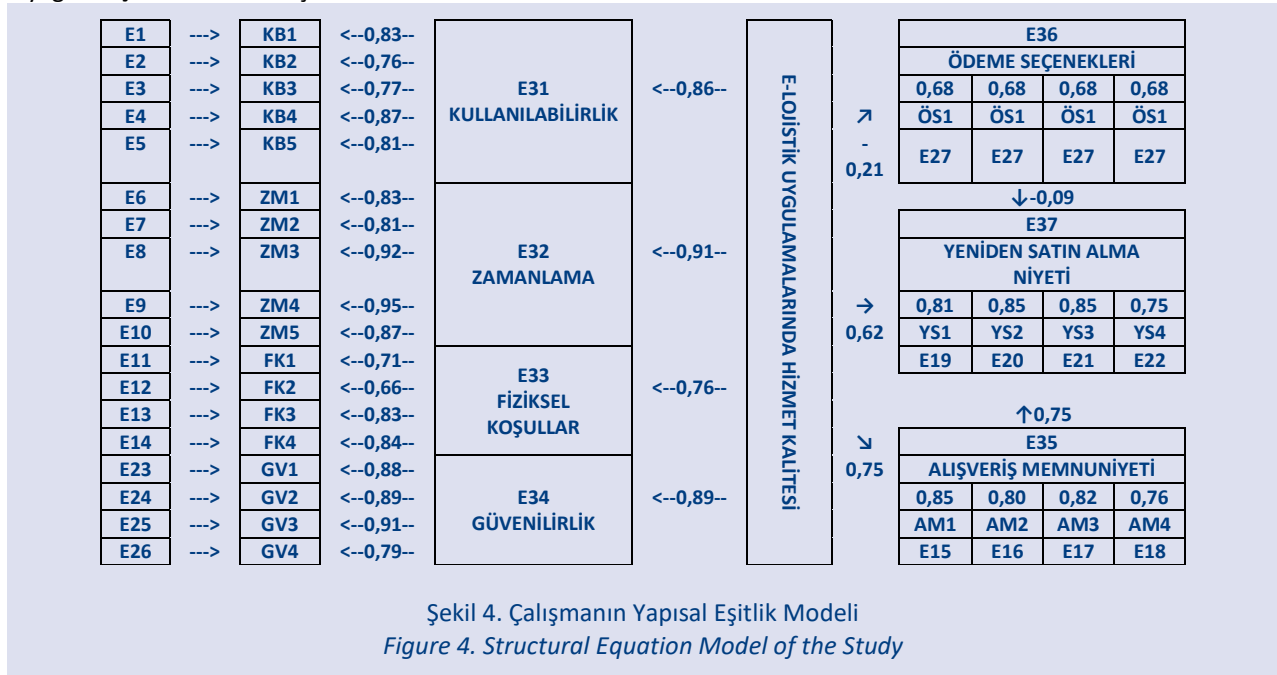 E1 ---> KB1 <--0,83-- E36
E2 ---> KB2 <--0,76-- ÖDEME SEÇENEKLERİ
E3 ---> KB3 <--0,77-- E31 <--0,86-- 0,68 0,68 0,68 0,68
E4 ---> KB4 <--0,87-- KULLANILABİLİRLİK ↗ ÖS1 ÖS1 ÖS1 ÖS1
E5 ---> KB5 <--0,81-- - 0,21 E27 E27 E27 E27
E6 ---> ZM1 <--0,83-- ↓-0,09
E7 ---> ZM2 <--0,81-- E37
E8 ---> ZM3 <--0,92-- E32 <--0,91-- YENİDEN SATIN ALMA
ZAMANLAMA NİYETİ
E9 ---> ZM4 <--0,95-- → 0,81 0,85 0,85 0,75
E10 ---> ZM5 <--0,87-- 0,62 YS1 YS2 YS3 YS4
E11 ---> FK1 <--0,71-- E19 E20 E21 E22
E33
E12 ---> FK2 <--0,66-- <--0,76--
FİZİKSEL
E13 ---> FK3 <--0,83-- ↑0,75
KOŞULLAR
E14 ---> FK4 <--0,84-- ↘ E35
E23 ---> GV1 <--0,88-- 0,75 ALIŞVERİŞ MEMNUNİYETİ
E24 ---> GV2 <--0,89-- E34 <--0,89-- 0,85 0,80 0,82 0,76
E25 ---> GV3 <--0,91-- GÜVENİLİRLİK AM1 AM2 AM3 AM4
E26 ---> GV4 <--0,79-- E15 E16 E17 E18
E-LOJİSTİK UYGULAMALARINDA HİZMET KALİTESİ
Şekil 4. Çalışmanın Yapısal Eşitlik Modeli
Figure 4. Structural Equation Model of the Study